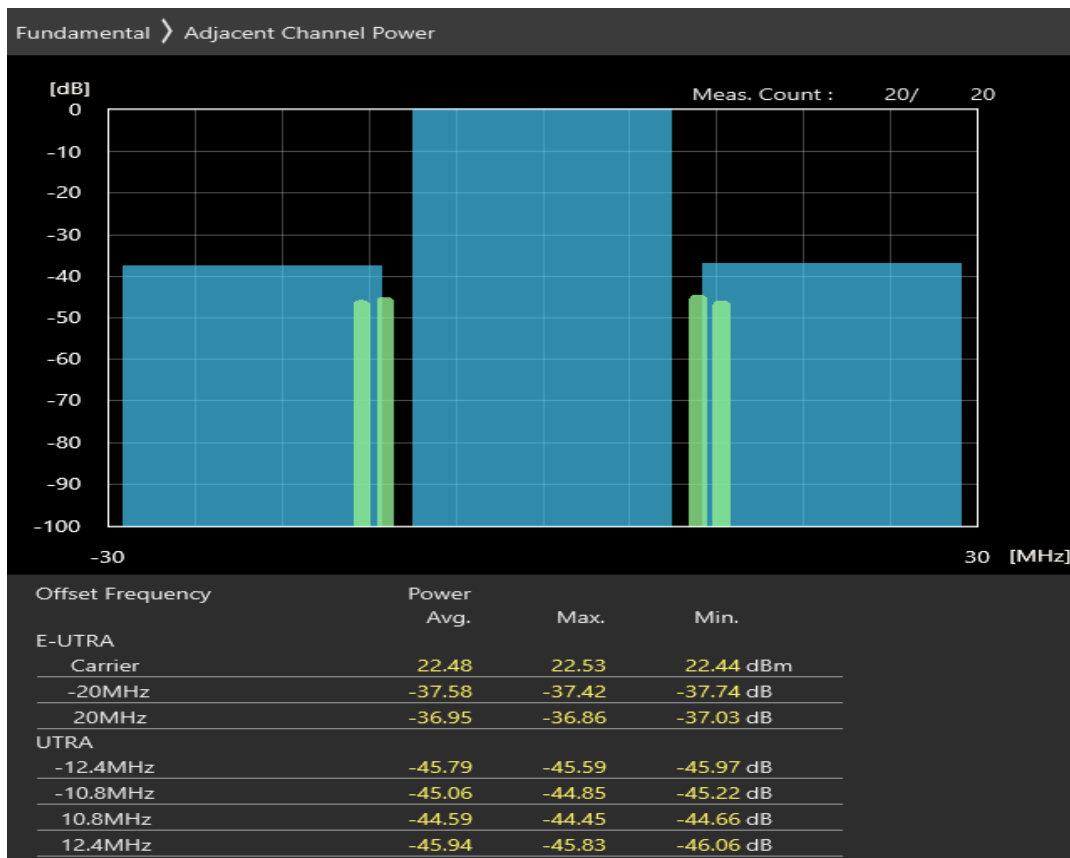 Fundamental 〉 Adjacent Channel Power
[dB]
Meas. Count : 20/ 20
0
-10
-20
-30
-40
-50
-60
-70
-80
-90
-100
-30 30 [MHz]
Offset Frequency Power
Avg. Max. Min.
E-UTRA
Carrier 22.48 22.53 22.44 dBm
-20MHz -37.58 -37.42 -37.74 dB
20MHz -36.95 -36.86 -37.03 dB
UTRA
-12.4MHz -45.79 -45.59 -45.97 dB
-10.8MHz -45.06 -44.85 -45.22 dB
10.8MHz -44.59 -44.45 -44.66 dB
12.4MHz -45.94 -45.83 -46.06 dB